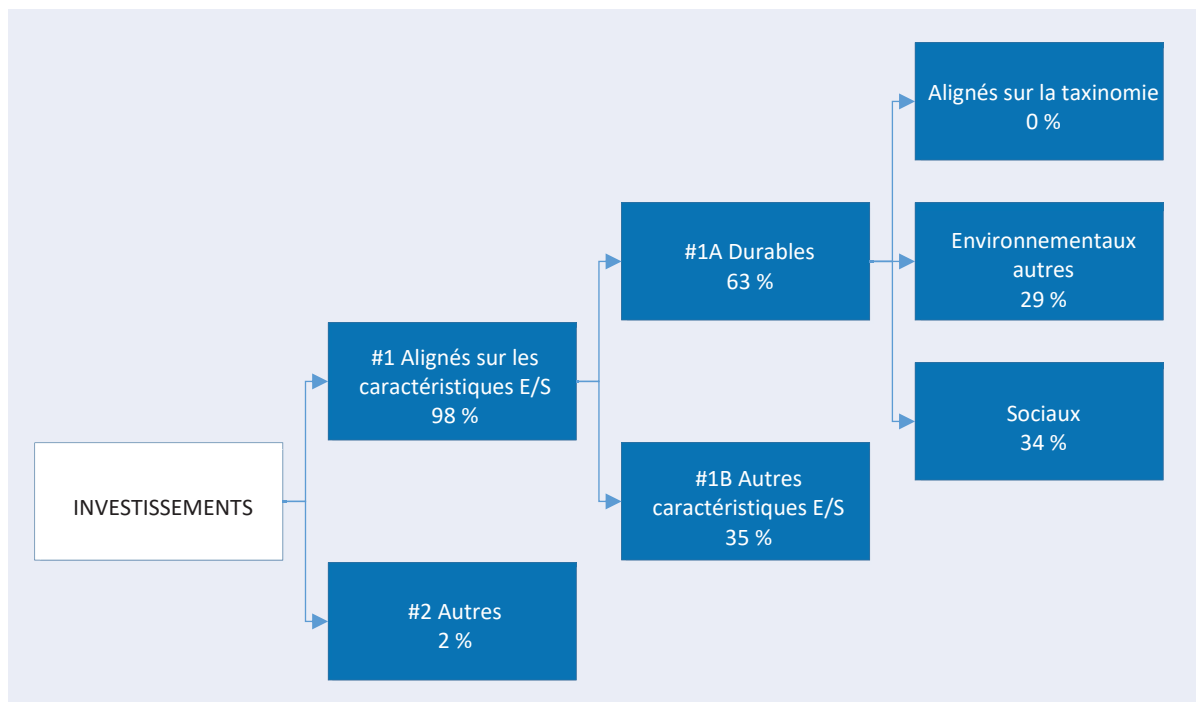 INVESTISSEMENTS
#1 Alignés sur les
caractéristiques E/S
98 %
#2 Autres
2 %
#1A Durables
63 %
#1B Autres
caractéristiques E/S
35 %
Alignés sur la taxinomie
0 %
Environnementaux
autres
29 %
Sociaux
34 %